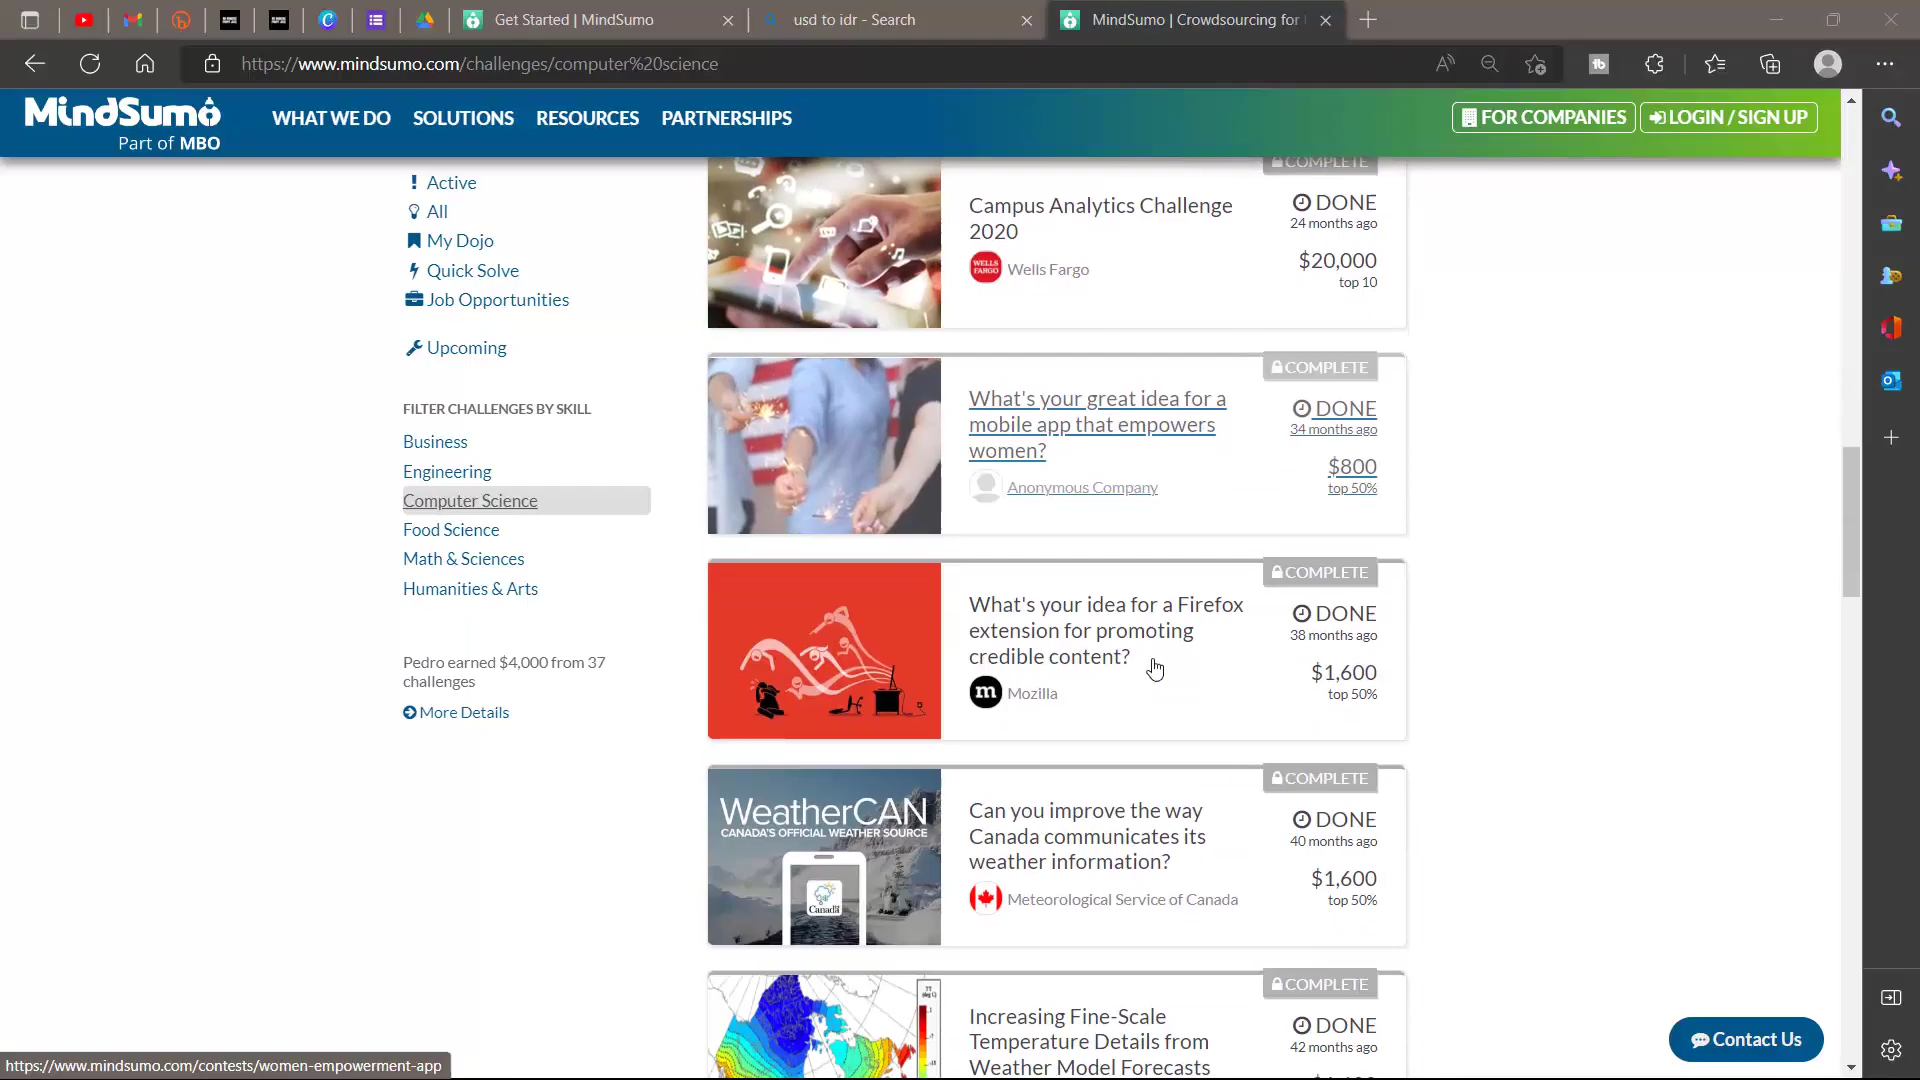 Get Started | MindSumo
usd to idr - Search
MindSumo | Crowdsourcing for
https://www.mindsumo.com/challenges/computer%20science
MindSumo
Part of MBO
WHAT WE DO
SOLUTIONS
RESOURCES
PARTNERSHIPS
FOR COMPANIES
LOGIN / SIGN UP
Active
All
My Dojo
Quick Solve
Job Opportunities
Upcoming
FILTER CHALLENGES BY SKILL
Business
Engineering
Computer Science
Food Science
Math & Sciences
Humanities & Arts
Pedro earned $4,000 from 37
challenges
More Details
COMPLETE
Campus Analytics Challenge
2020
WELLS
FARGO
Wells Fargo
DONE
24 months ago
$20,000
top 10
COMPLETE
What's your great idea for a
mobile app that empowers
women?
Anonymous Company
DONE
34 months ago
$800
top 50%
COMPLETE
What's your idea for a Firefox
extension for promoting
credible content?
m
Mozilla
DONE
38 months ago
$1,600
top 50%
COMPLETE
WeatherCAN
CANADA'S OFFICIAL WEATHER SOURCE
Canada
Can you improve the way
Canada communicates its
weather information?
Meteorological Service of Canada
DONE
40 months ago
$1,600
top 50%
COMPLETE
Increasing Fine-Scale
Temperature Details from
Weather Model Forecasts
DONE
42 months ago
Contact Us
https://www.mindsumo.com/contests/women-empowerment-app